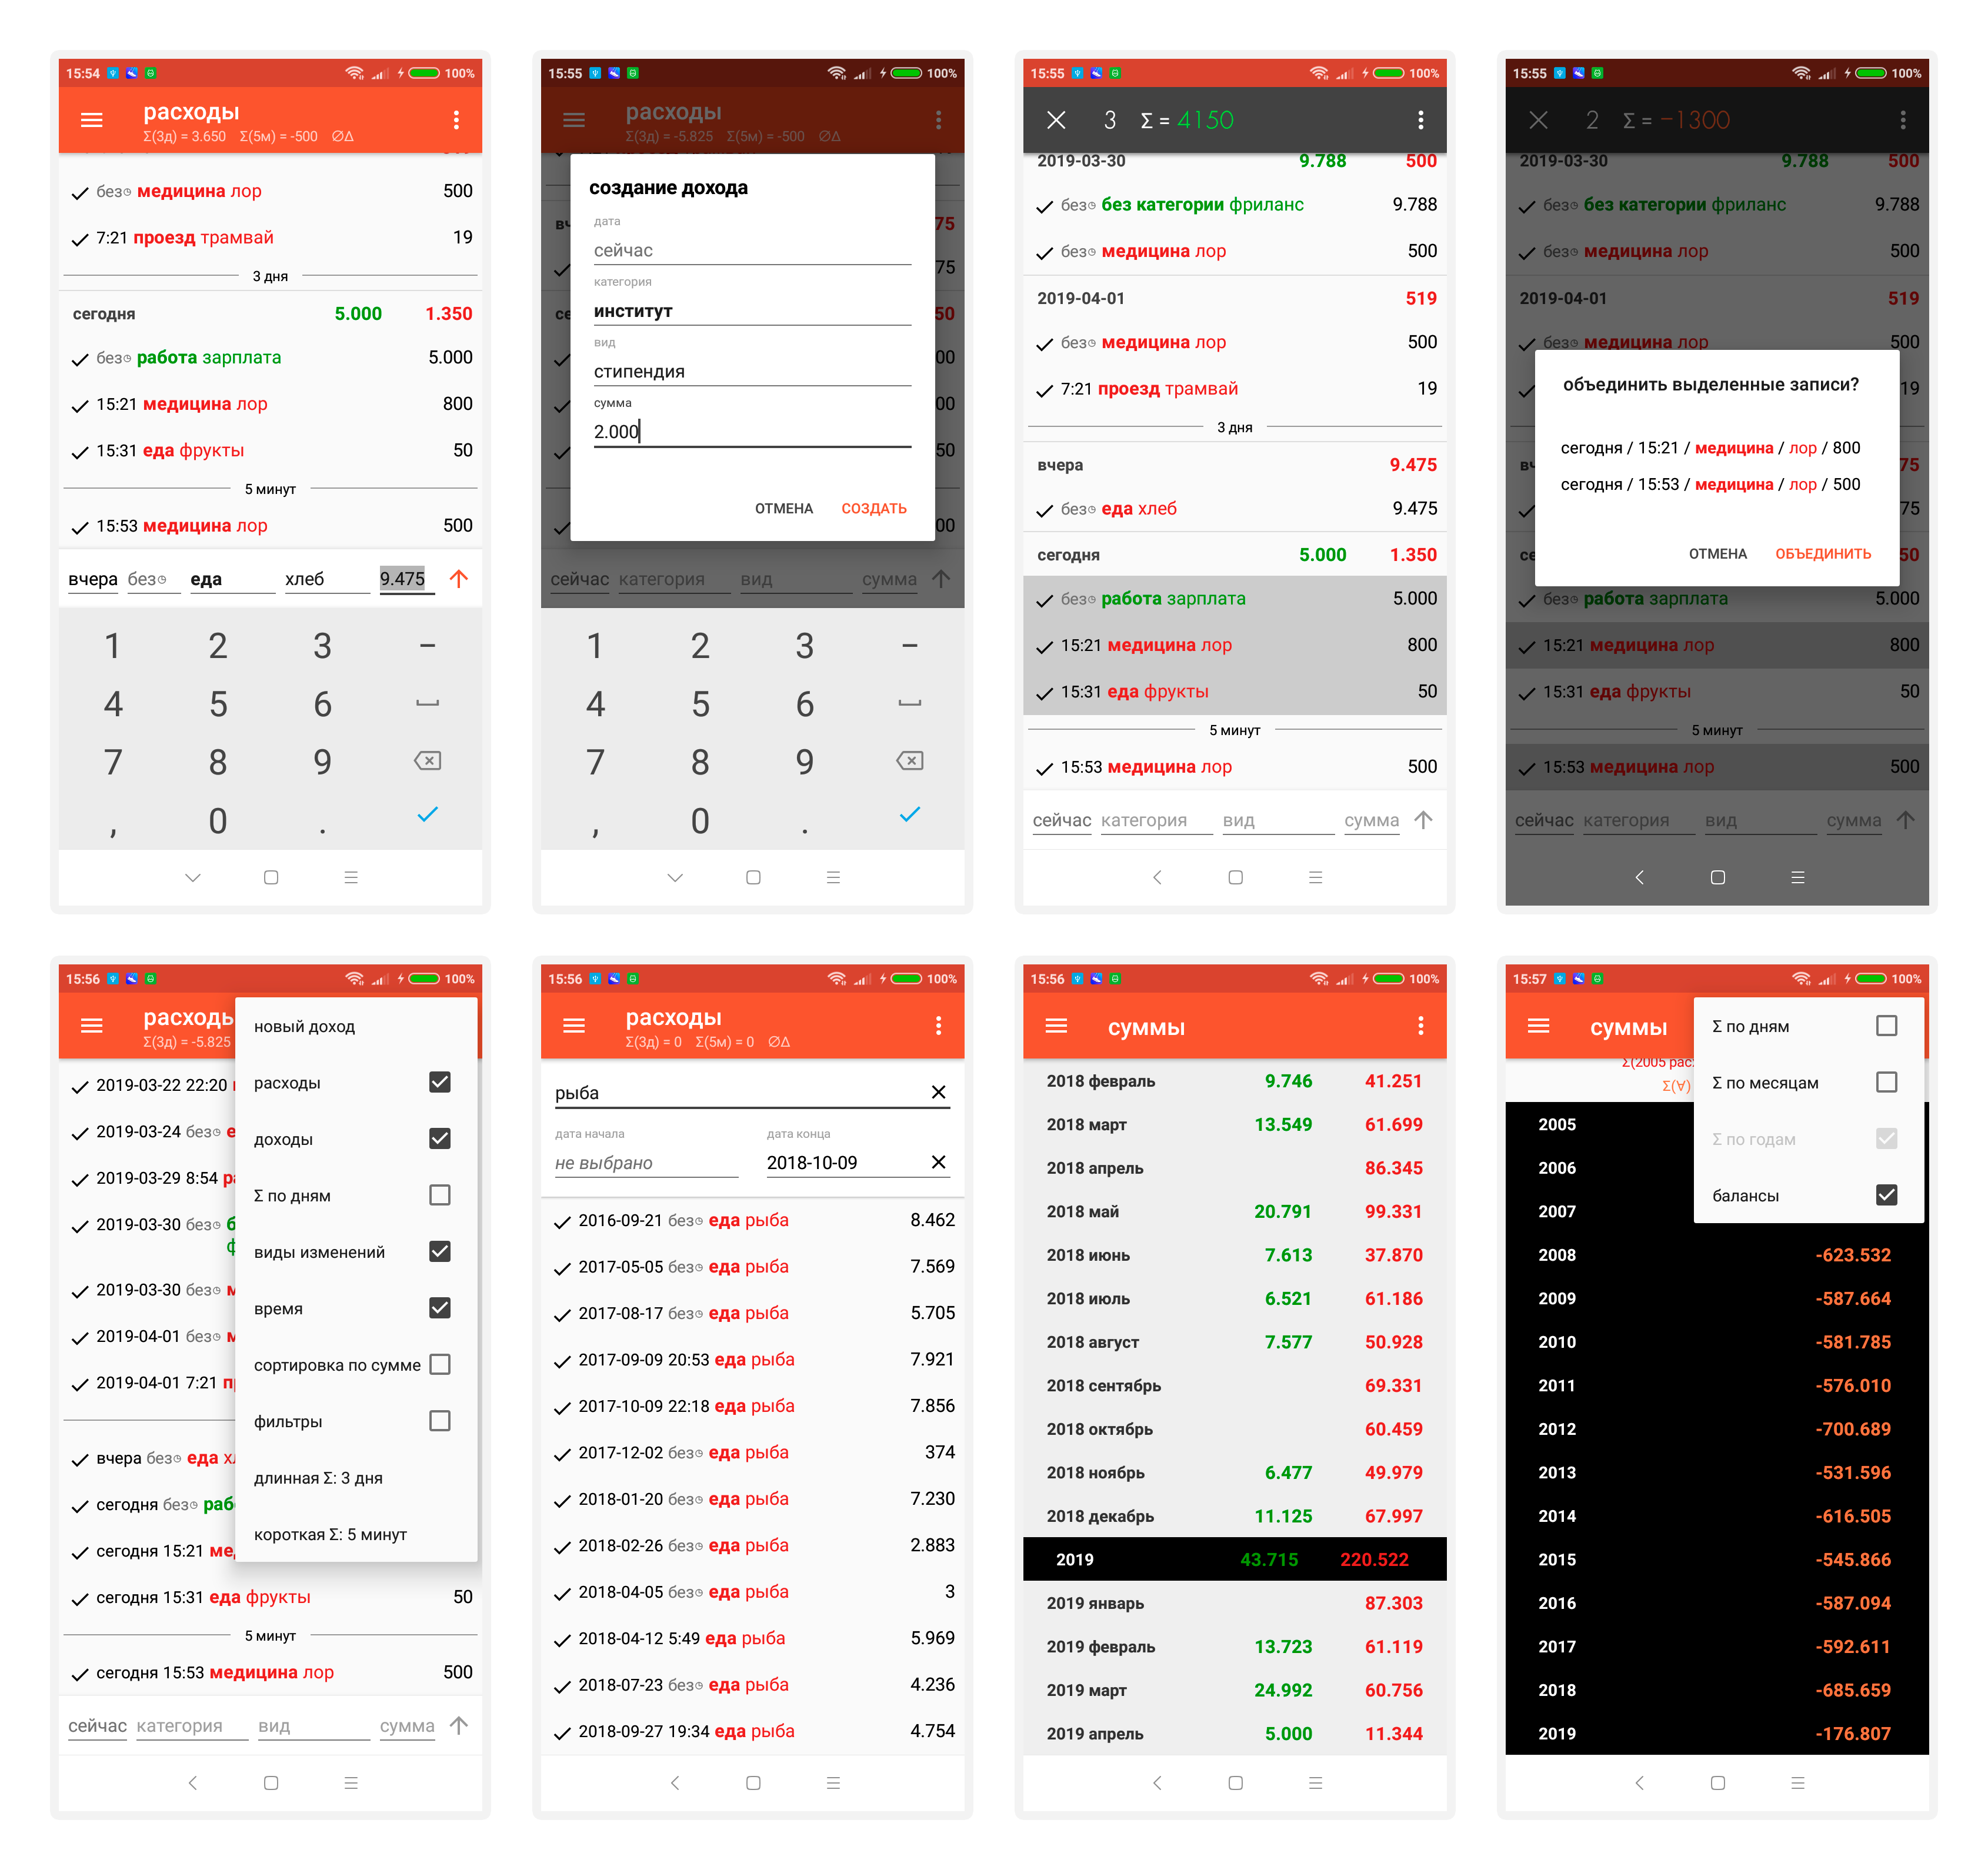 15:54 100%
расходы
Σ(3д) = 3.650 Σ(5м) = -500 ∅Δ
без медицина лор 500
7:21 проезд трамвай 19
3 дня
сегодня 5.000 1.350
без работа зарплата 5.000
15:21 медицина лор 800
15:31 еда фрукты 50
5 минут
15:53 медицина лор 500
вчера без еда хлеб 9.475
1 2 3 −
4 5 6
7 8 9
, 0 .
15:55 100%
расходы
Σ(3д) = -5.825 Σ(5м) = -500 ∅Δ
создание дохода
дата
сейчас
категория
институт
вид
стипендия
сумма
2.000
ОТМЕНА СОЗДАТЬ
сейчас категория вид сумма
1 2 3 −
4 5 6
7 8 9
, 0 .
15:55 100%
3 Σ = 4150
2019-03-30 9.788 500
без без категории фриланс 9.788
без медицина лор 500
2019-04-01 519
без медицина лор 500
7:21 проезд трамвай 19
3 дня
вчера 9.475
без еда хлеб 9.475
сегодня 5.000 1.350
без работа зарплата 5.000
15:21 медицина лор 800
15:31 еда фрукты 50
5 минут
15:53 медицина лор 500
сейчас категория вид сумма
15:55 100%
2 Σ = −1300
2019-03-30 9.788 500
без без категории фриланс 9.788
без медицина лор 500
2019-04-01 519
без медицина лор 500
объединить выделенные записи?
сегодня / 15:21 / медицина / лор / 800
сегодня / 15:53 / медицина / лор / 500
ОТМЕНА ОБЪЕДИНИТЬ
без работа зарплата 5.000
15:21 медицина лор 800
15:31 еда фрукты 50
5 минут
15:53 медицина лор 500
сейчас категория вид сумма
15:56 100%
расходы
Σ(3д) = -5.825
2019-03-22 22:20
2019-03-24 без
2019-03-29 8:54
2019-03-30 без
2019-03-30 без
2019-04-01 без
2019-04-01 7:21
вчера без еда
сегодня без
сегодня 15:21
новый доход
расходы
доходы
Σ по дням
виды изменений
время
сортировка по сумме
фильтры
длинная Σ: 3 дня
короткая Σ: 5 минут
сегодня 15:31 еда фрукты 50
5 минут
сегодня 15:53 медицина лор 500
сейчас категория вид сумма
15:56 100%
расходы
Σ(3д) = 0 Σ(5м) = 0 ∅Δ
рыба
дата начала дата конца
не выбрано 2018-10-09
2016-09-21 без еда рыба 8.462
2017-05-05 без еда рыба 7.569
2017-08-17 без еда рыба 5.705
2017-09-09 20:53 еда рыба 7.921
2017-10-09 22:18 еда рыба 7.856
2017-12-02 без еда рыба 374
2018-01-20 без еда рыба 7.230
2018-02-26 без еда рыба 2.883
2018-04-05 без еда рыба 3
2018-04-12 5:49 еда рыба 5.969
2018-07-23 без еда рыба 4.236
2018-09-27 19:34 еда рыба 4.754
15:56 100%
суммы
2018 февраль 9.746 41.251
2018 март 13.549 61.699
2018 апрель 86.345
2018 май 20.791 99.331
2018 июнь 7.613 37.870
2018 июль 6.521 61.186
2018 август 7.577 50.928
2018 сентябрь 69.331
2018 октябрь 60.459
2018 ноябрь 6.477 49.979
2018 декабрь 11.125 67.997
2019 43.715 220.522
2019 январь 87.303
2019 февраль 13.723 61.119
2019 март 24.992 60.756
2019 апрель 5.000 11.344
15:57 100%
суммы
Σ(∀)
Σ по дням
Σ по месяцам
Σ по годам
балансы
2005
2006
2007
2008 -623.532
2009 -587.664
2010 -581.785
2011 -576.010
2012 -700.689
2013 -531.596
2014 -616.505
2015 -545.866
2016 -587.094
2017 -592.611
2018 -685.659
2019 -176.807